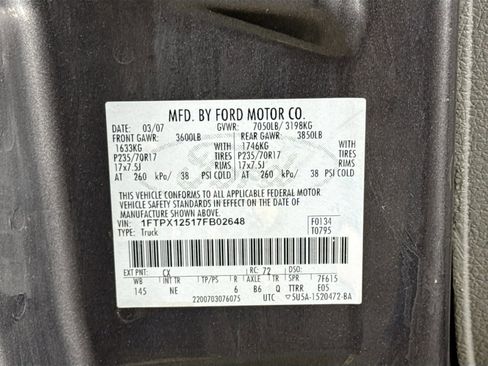 MFD. BY FORD MOTOR CO.
DATE: 03/07 GVWR: 7050LB/ 3198KG
FRONT GAWR: 3600LB REAR GAWR: 3850LB
1633KG WITH 1746KG WITH
P235/70R17 TIRES P235/70R17 TIRES
17x7.5J RIMS 17x7.5J RIMS
AT 260 kPa/ 38 PSI COLD AT 260 kPa/ 38 PSI COLD
THIS VEHICLE CONFORMS TO ALL APPLICABLE FEDERAL MOTOR
VEHICLE SAFETY STANDARDS IN EFFECT ON THE DATE OF
MANUFACTURE SHOWN ABOVE.
VIN: 1FTPX12517FB02648 F0134
TYPE: Truck T0795
EXT PNT: CX RC: 72 DSO:
WB INT TR TP/PS R AXLE TR SPR 7F615
145 NE 6 B6 Q TTRR E05
2200703076075 UTC ▽5U5A-1520472-BA